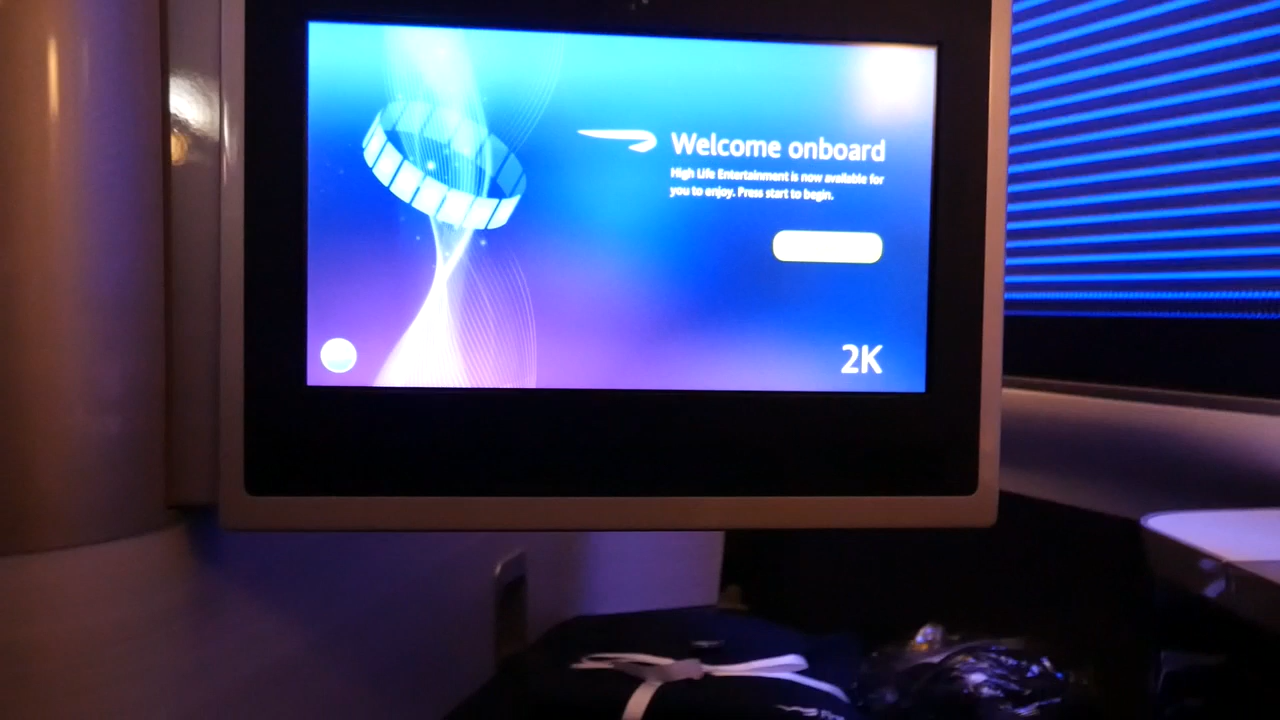 Welcome onboard
High Life Entertainment is now available for
you to enjoy. Press start to begin.
2K